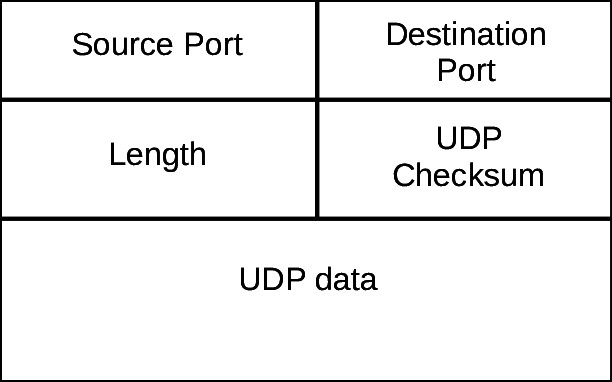 Source Port
Destination
Port
Length
UDP
Checksum
UDP data